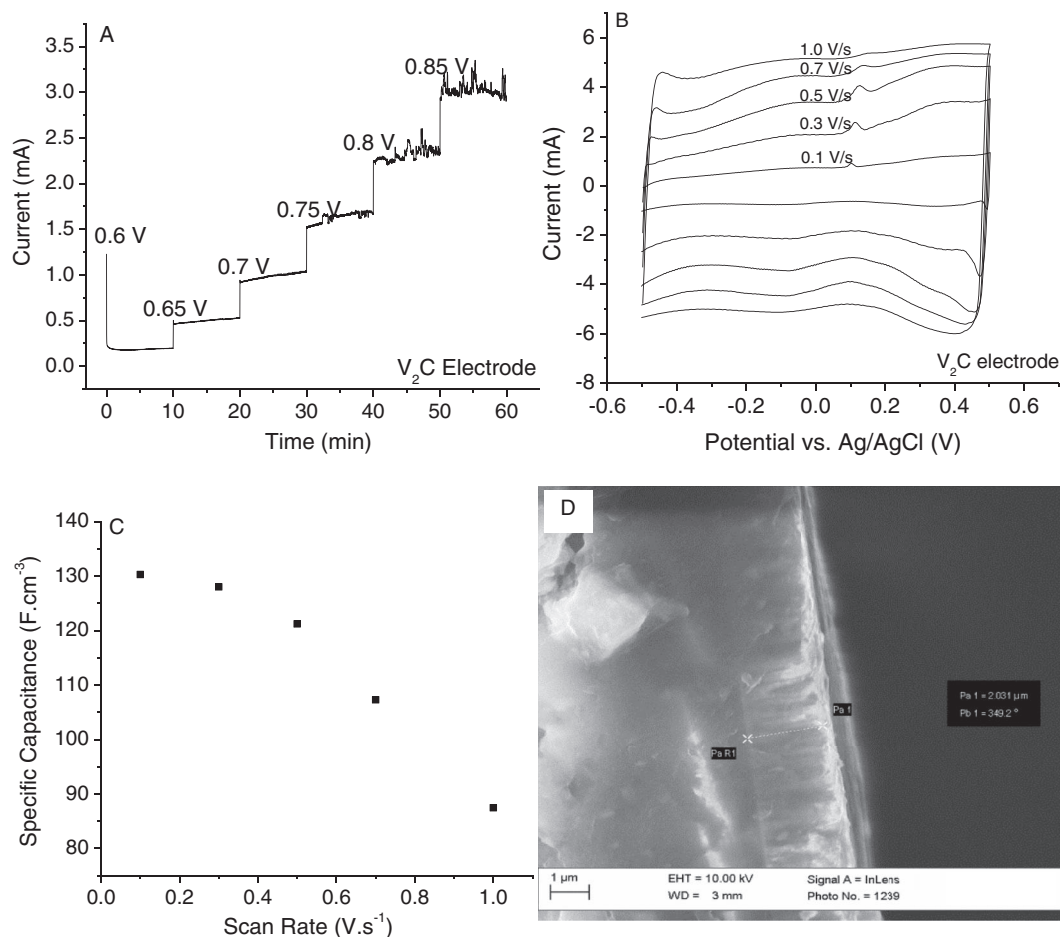 A
3.5
3.0
2.5
2.0
1.5
1.0
0.5
0.0
Current (mA)
0.6 V
0.65 V
0.7 V
0.75 V
0.8 V
0.85 V
V₂C Electrode
0 10 20 30 40 50 60
Time (min)
B
6
4
2
0
-2
-4
-6
-8
Current (mA)
1.0 V/s
0.7 V/s
0.5 V/s
0.3 V/s
0.1 V/s
V₂C electrode
-0.6 -0.4 -0.2 0.0 0.2 0.4 0.6
Potential vs. Ag/AgCl (V)
C
140
130
120
110
100
90
80
Specific Capacitance (F.cm⁻³)
0.0 0.2 0.4 0.6 0.8 1.0
Scan Rate (V.s⁻¹)
D
Pa 1
Pa R1
Pa 1 = 2.031 µm
Pb 1 = 349.2 °
1 µm
EHT = 10.00 kV
Signal A = InLens
WD = 3 mm
Photo No. = 1239